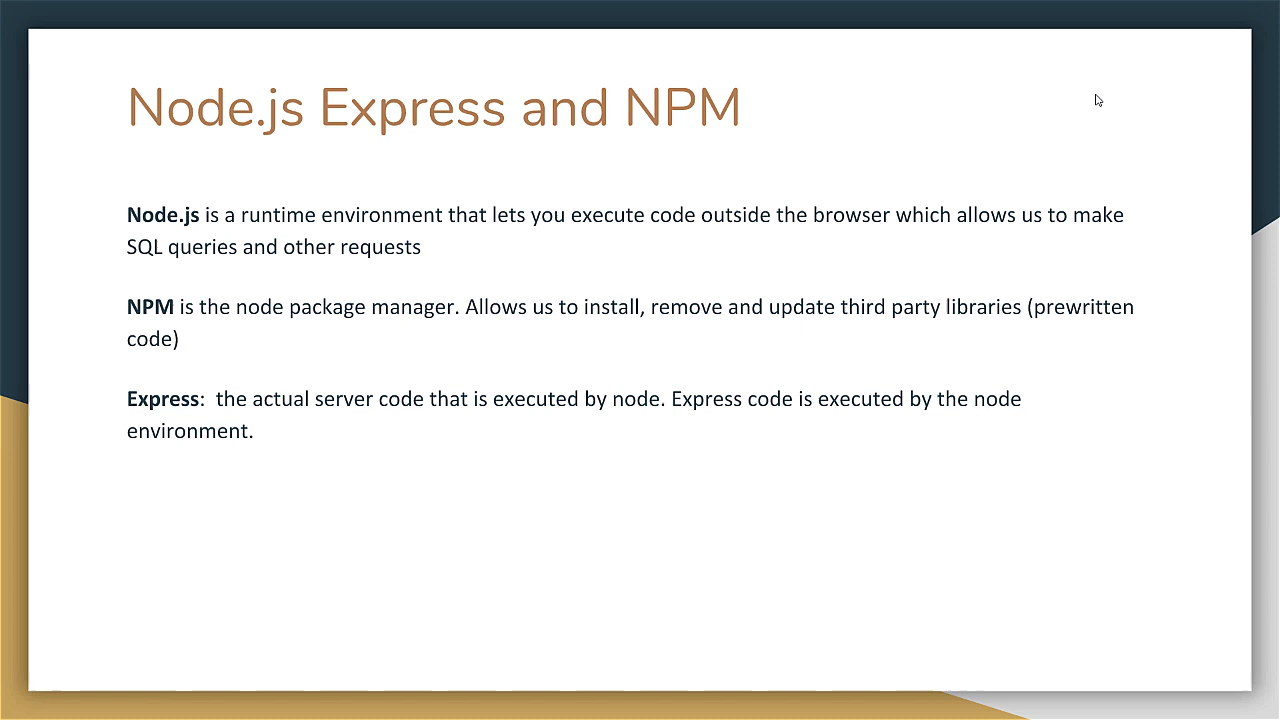 Node.js Express and NPM
Node.js is a runtime environment that lets you execute code outside the browser which allows us to make
SQL queries and other requests
NPM is the node package manager. Allows us to install, remove and update third party libraries (prewritten
code)
Express:  the actual server code that is executed by node. Express code is executed by the node
environment.